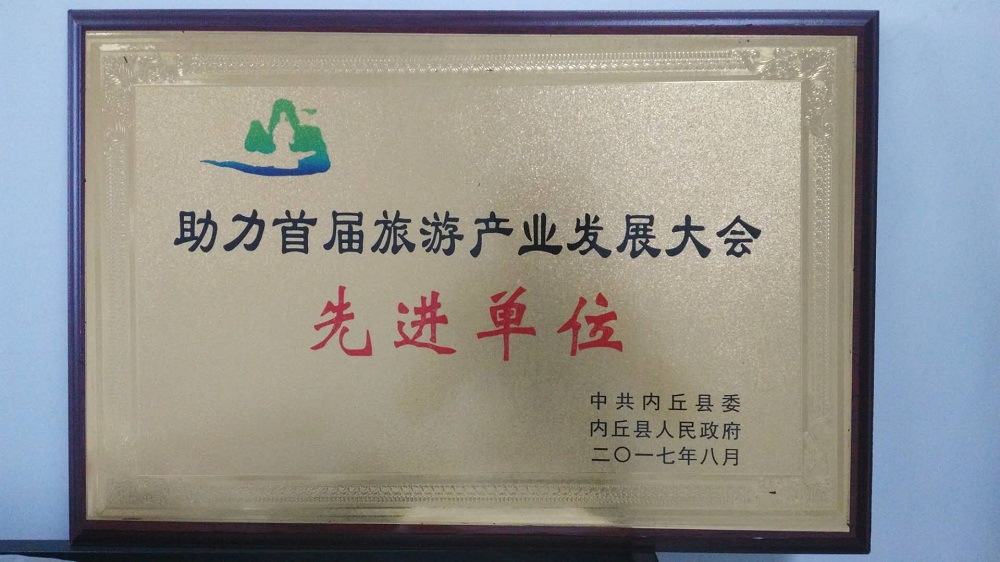 助力首届旅游产业发展大会
先进单位
中共内丘县委
内丘县人民政府
二〇一七年八月